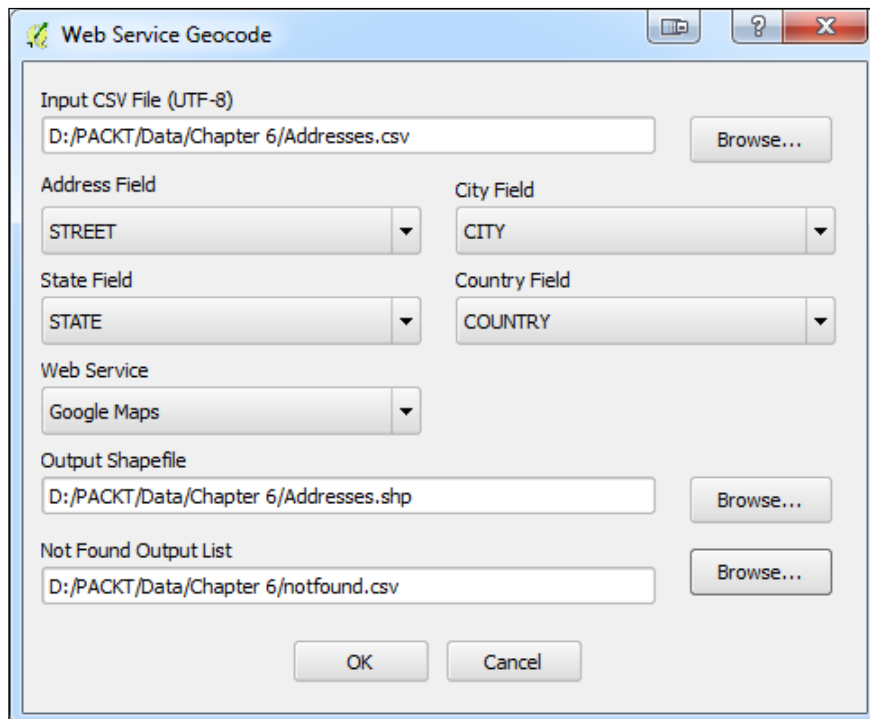 Web Service Geocode
Input CSV File (UTF-8)
D:/PACKT/Data/Chapter 6/Addresses.csv
Browse...
Address Field
City Field
STREET
CITY
State Field
Country Field
STATE
COUNTRY
Web Service
Google Maps
Output Shapefile
D:/PACKT/Data/Chapter 6/Addresses.shp
Browse...
Not Found Output List
D:/PACKT/Data/Chapter 6/notfound.csv
Browse...
OK
Cancel